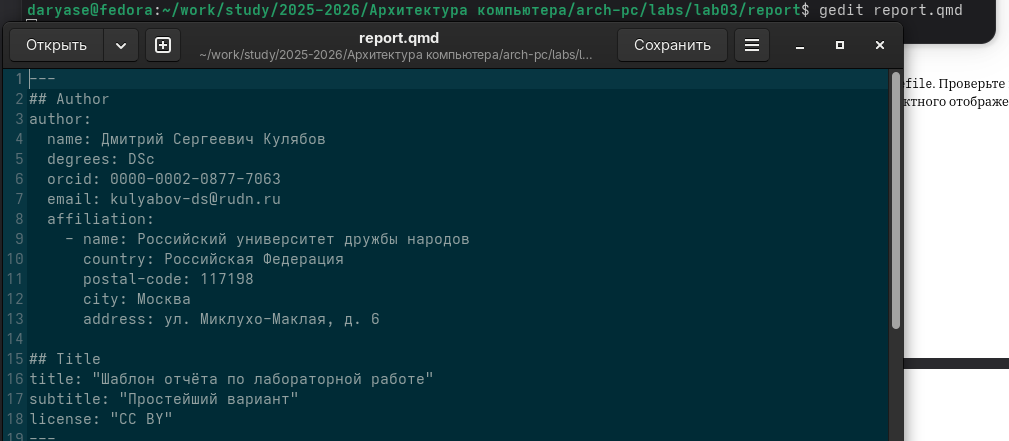 daryase@fedora:~/work/study/2025-2026/Архитектура компьютера/arch-pc/labs/lab03/report$ gedit report.qmd
Открыть
report.qmd
~/work/study/2025-2026/Архитектура компьютера/arch-pc/labs/l...
Сохранить
1 ---
2 ## Author
3 author:
4   name: Дмитрий Сергеевич Кулябов
5   degrees: DSc
6   orcid: 0000-0002-0877-7063
7   email: kulyabov-ds@rudn.ru
8   affiliation:
9     - name: Российский университет дружбы народов
10       country: Российская Федерация
11       postal-code: 117198
12       city: Москва
13       address: ул. Миклухо-Маклая, д. 6
14
15 ## Title
16 title: "Шаблон отчёта по лабораторной работе"
17 subtitle: "Простейший вариант"
18 license: "CC BY"
19 ---
efile. Проверьте
ктного отображе